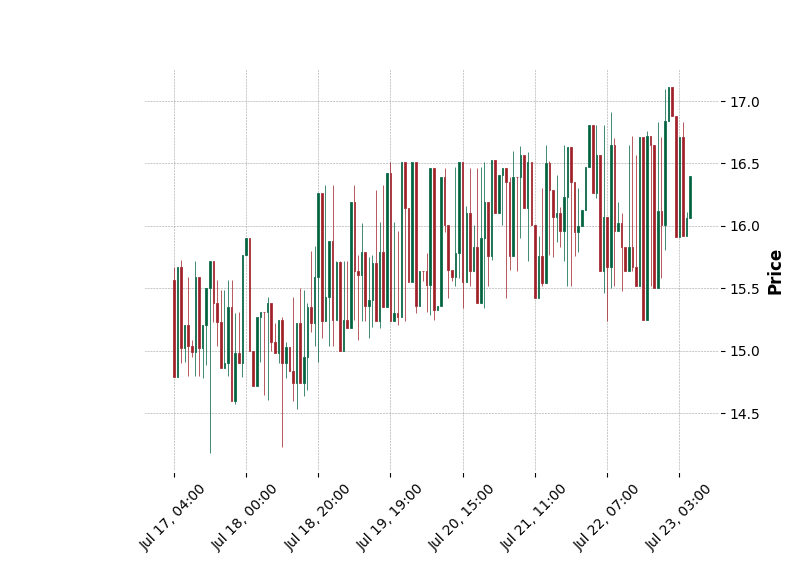 17.0
16.5
16.0
15.5
15.0
14.5
Price
Jul 17, 04:00
Jul 18, 00:00
Jul 18, 20:00
Jul 19, 19:00
Jul 20, 15:00
Jul 21, 11:00
Jul 22, 07:00
Jul 23, 03:00